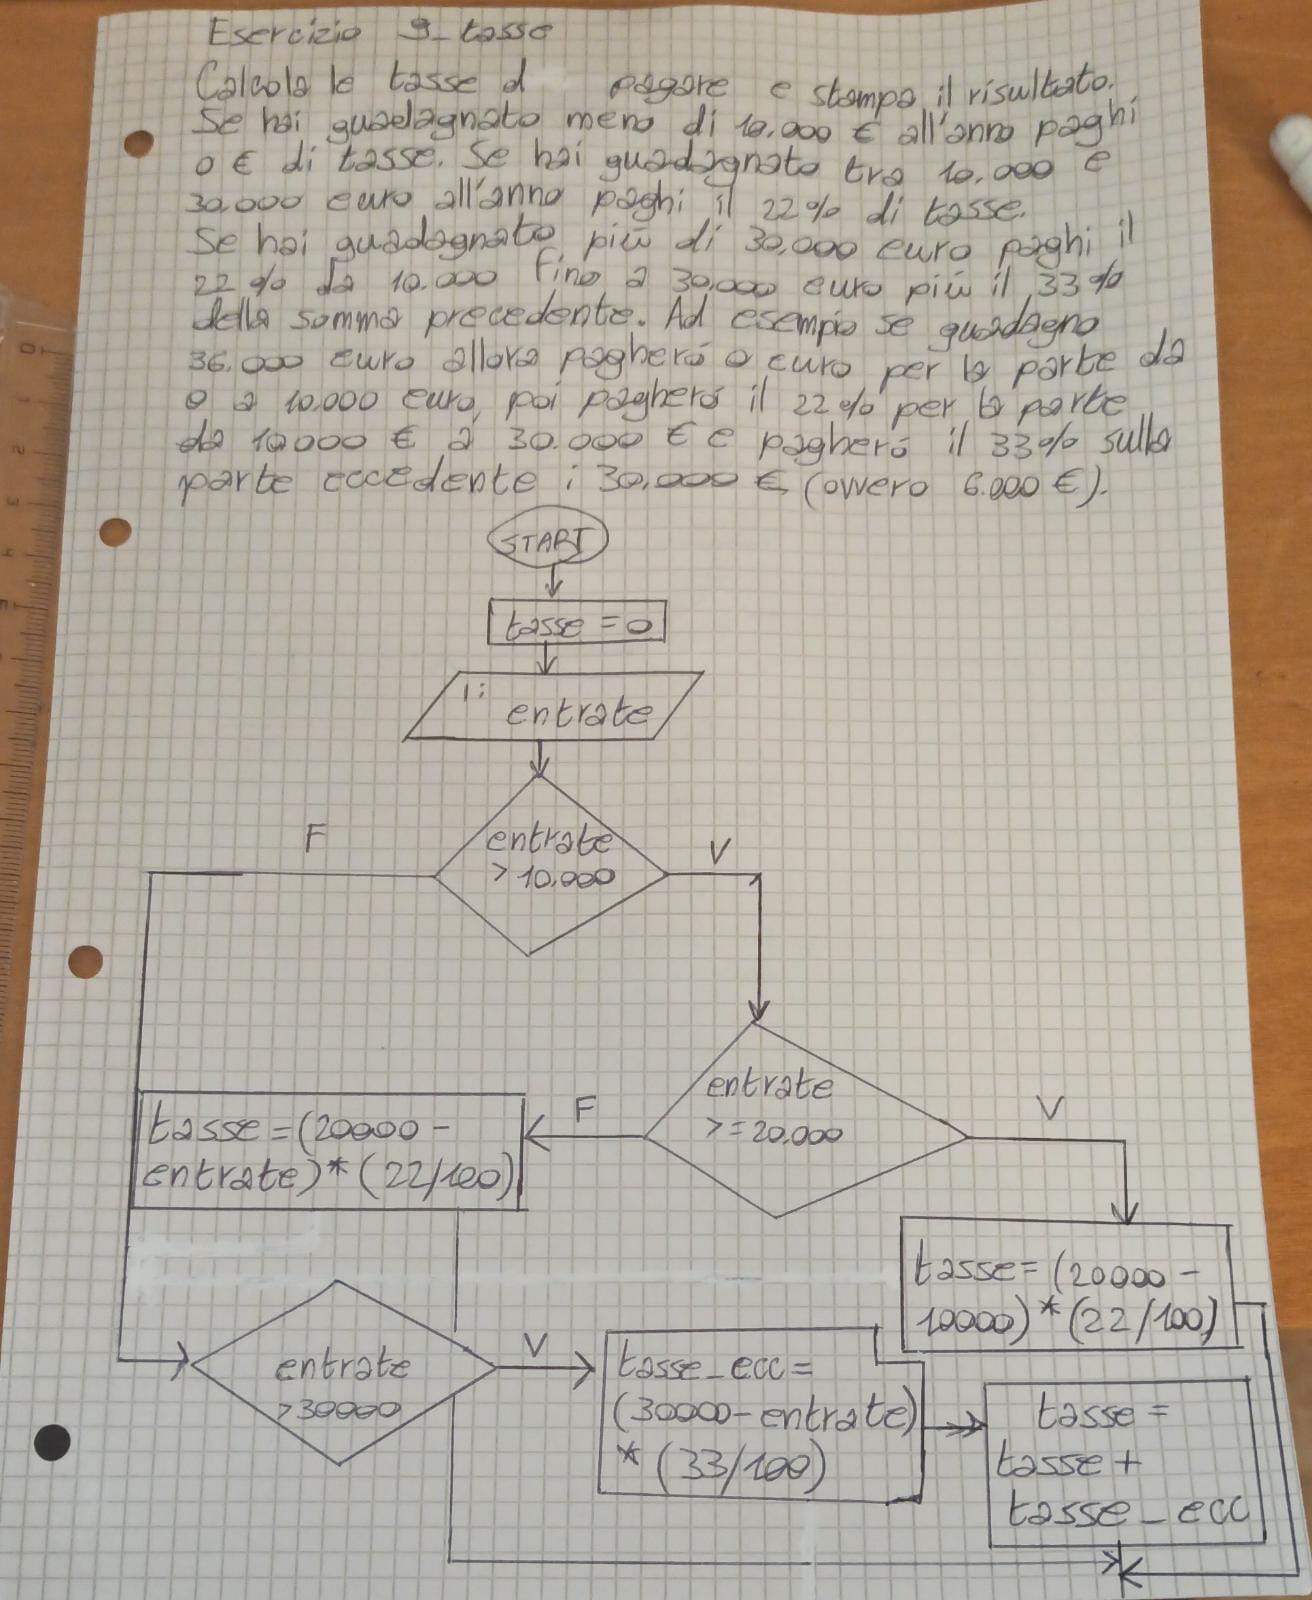 Esercizio 9_tasse
Calcola le tasse d pagare e stampa il risultato.
Se hai guadagnato meno di 10.000 € all'anno paghi
0 € di tasse. Se hai guadagnato tra 10.000 e
30.000 euro all'anno paghi il 22% di tasse.
Se hai guadagnato più di 30.000 euro paghi il
22% da 10.000 fino a 30.000 euro più il 33%
della somma precedente. Ad esempio se guadagno
36.000 euro allora pagherò 0 euro per la parte da
0 a 10.000 euro, poi pagherò il 22% per la parte
da 10000 € a 30.000 € e pagherò il 33% sulla
parte eccedente i 30.000 € (ovvero 6.000 €).
START
tasse = 0
I: entrate
entrate
> 10.000
F
V
entrate
>= 20.000
F
V
tasse = (20000 -
entrate) * (22/100)
tasse = (20000 -
10000) * (22/100)
entrate
> 30000
V
tasse_ecc =
(30000 - entrate)
* (33/100)
tasse =
tasse +
tasse_ecc